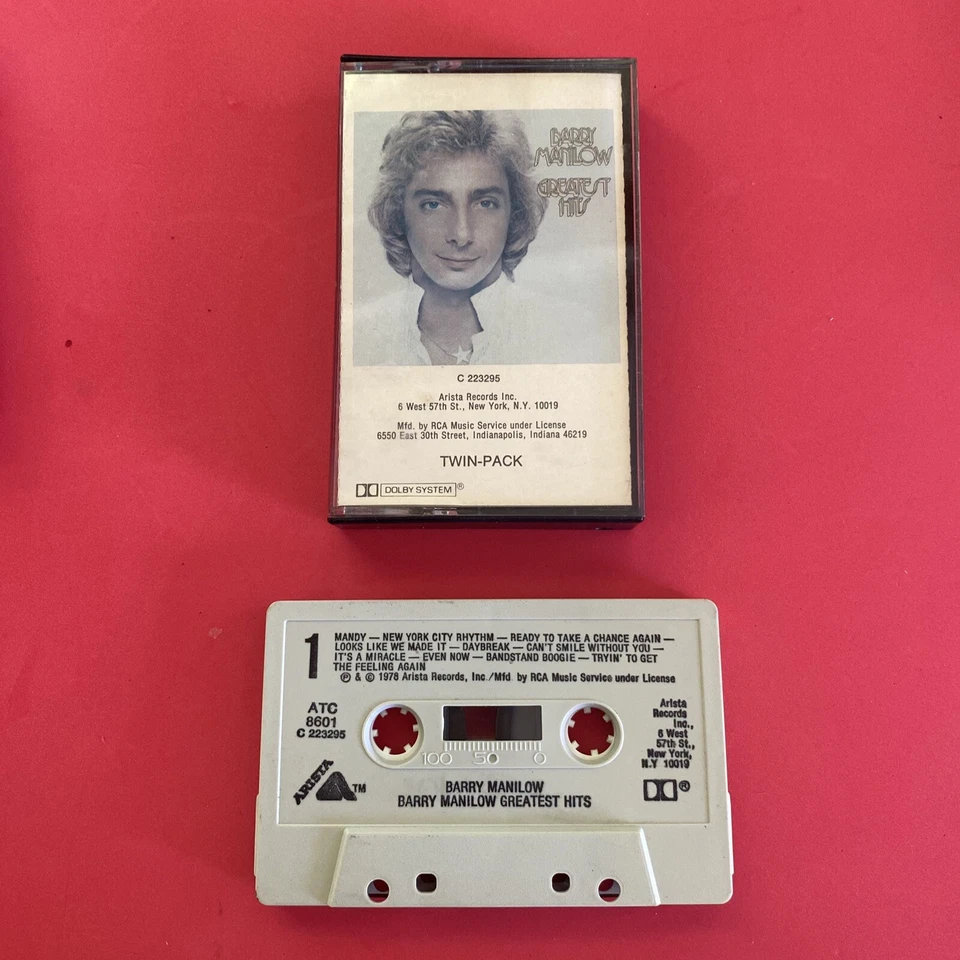 BARRY
MANILOW
GREATEST
HITS
C 223295
Arista Records Inc.
6 West 57th St., New York, N.Y. 10019
Mfd. by RCA Music Service under License
6550 East 30th Street, Indianapolis, Indiana 46219
TWIN-PACK
DOLBY SYSTEM®
1
MANDY — NEW YORK CITY RHYTHM — READY TO TAKE A CHANCE AGAIN —
LOOKS LIKE WE MADE IT — DAYBREAK — CAN'T SMILE WITHOUT YOU —
IT'S A MIRACLE — EVEN NOW — BANDSTAND BOOGIE — TRYIN' TO GET
THE FEELING AGAIN
℗ & © 1978 Arista Records, Inc./Mfd. by RCA Music Service under License
ATC
8601
C 223295
Arista
Records
Inc.,
6 West
57th St.,
New York,
N.Y 10019
100 50 0
ARISTA TM
®
BARRY MANILOW
BARRY MANILOW GREATEST HITS